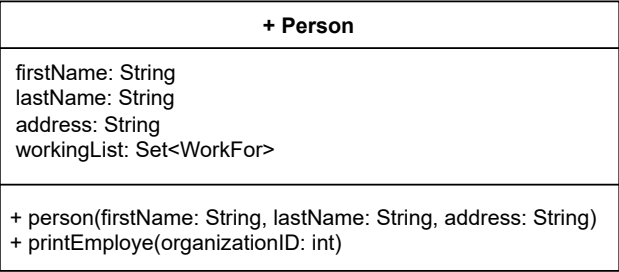 + Person
firstName: String
lastName: String
address: String
workingList: Set<WorkFor>
+ person(firstName: String, lastName: String, address: String)
+ printEmploye(organizationID: int)